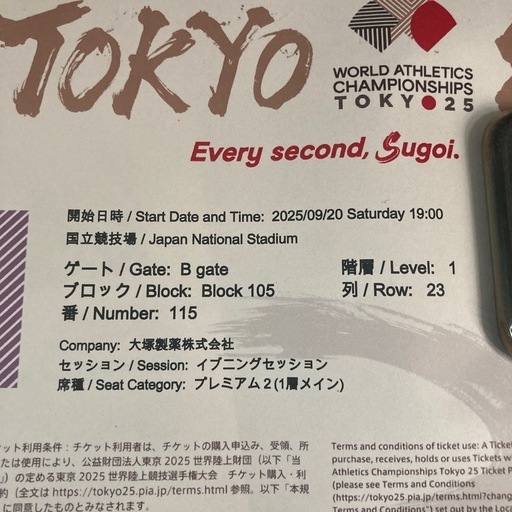 TOKYO
WORLD ATHLETICS
CHAMPIONSHIPS
TOKYO25
Every second, Sugoi.
開始日時 / Start Date and Time: 2025/09/20 Saturday 19:00
国立競技場 / Japan National Stadium
ゲート / Gate: B gate 階層 / Level: 1
ブロック / Block: Block 105 列 / Row: 23
番 / Number: 115
Company: 大塚製薬株式会社
セッション / Session: イブニングセッション
席種 / Seat Category: プレミアム2(1層メイン)
ケット利用条件：チケット利用者は、チケットの購入申込み、受領、所
たは使用により、公益財団法人東京 2025 世界陸上財団（以下「当
」）の定める東京 2025 世界陸上競技選手権大会 チケット購入・利
約（全文は https://tokyo25.pia.jp/terms.html 参照。以下「本規
に同意したものとみなされます。
Terms and conditions of ticket use: A Ticket
purchase, receives, holds or uses Tickets w
Athletics Championships Tokyo 25 Ticket P
(please see Terms and Conditions
(https://tokyo25.pia.jp/terms.html?chang
Terms and Conditions") set out by the Loca